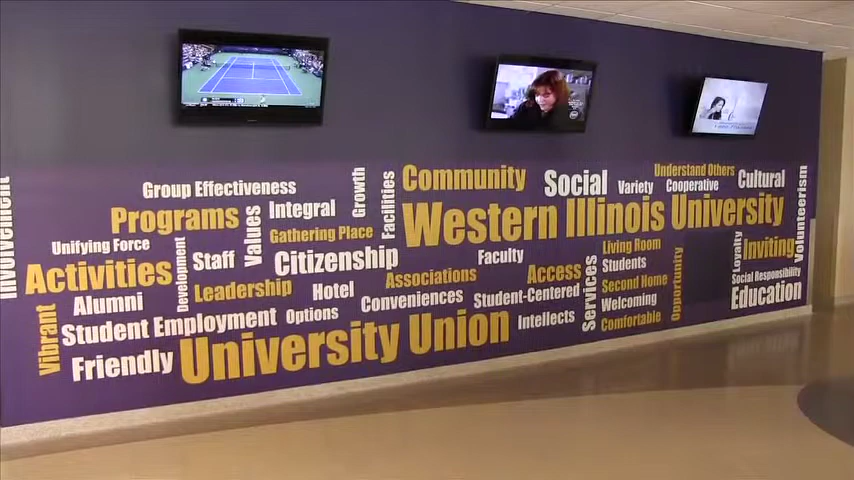 Involvement
Group Effectiveness
Programs
Unifying Force
Activities
Alumni
Vibrant
Student Employment
Friendly
Development
Staff
Values
Integral
Growth
Facilities
Gathering Place
Citizenship
Leadership
Hotel
Options
University Union
Community
Western Illinois University
Associations
Conveniences
Faculty
Student-Centered
Access
Intellects
Services
Social
Variety
Understand Others
Cooperative
Cultural
Volunteerism
Living Room
Students
Second Home
Welcoming
Comfortable
Opportunity
Loyalty
Inviting
Social Responsibility
Education